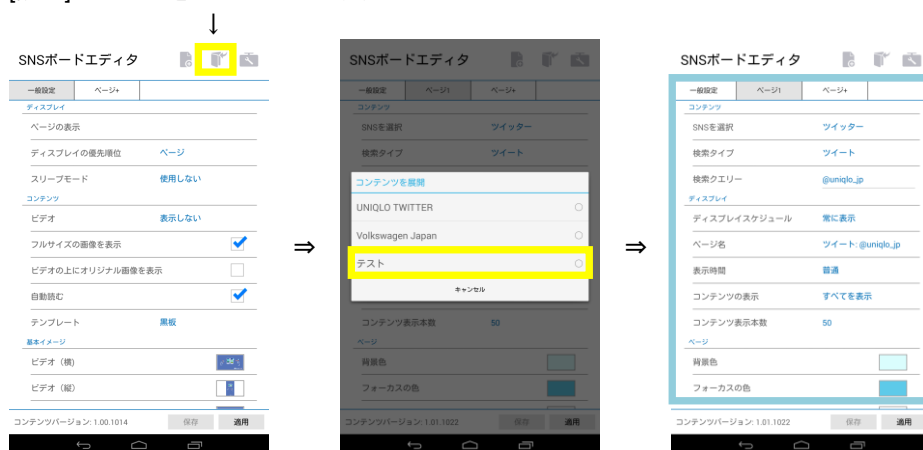 ↓
SNSボードエディタ
一般設定 ページ+
ディスプレイ
ページの表示
ディスプレイの優先順位 ページ
スリープモード 使用しない
コンテンツ
ビデオ 表示しない
フルサイズの画像を表示
ビデオの上にオリジナル画像を表示
自動読む
テンプレート 黒板
基本イメージ
ビデオ（横)
ビデオ（縦）
コンテンツバージョン: 1.00.1014 保存 適用
⇒
SNSボードエディタ
一般設定 ページ1 ページ+
コンテンツ
SNSを選択 ツイッター
検索タイプ ツイート
コンテンツを展開
UNIQLO TWITTER
Volkswagen Japan
テスト
キャンセル
コンテンツ表示本数 50
ページ
背景色
フォーカスの色
コンテンツバージョン: 1.01.1022 保存 適用
⇒
SNSボードエディタ
一般設定 ページ1 ページ+
コンテンツ
SNSを選択 ツイッター
検索タイプ ツイート
検索クエリー @uniqlo_jp
ディスプレイ
ディスプレイスケジュール 常に表示
ページ名 ツイート: @uniqlo_jp
表示時間 普通
コンテンツの表示 すべてを表示
コンテンツ表示本数 50
ページ
背景色
フォーカスの色
コンテンツバージョン: 1.01.1022 保存 適用